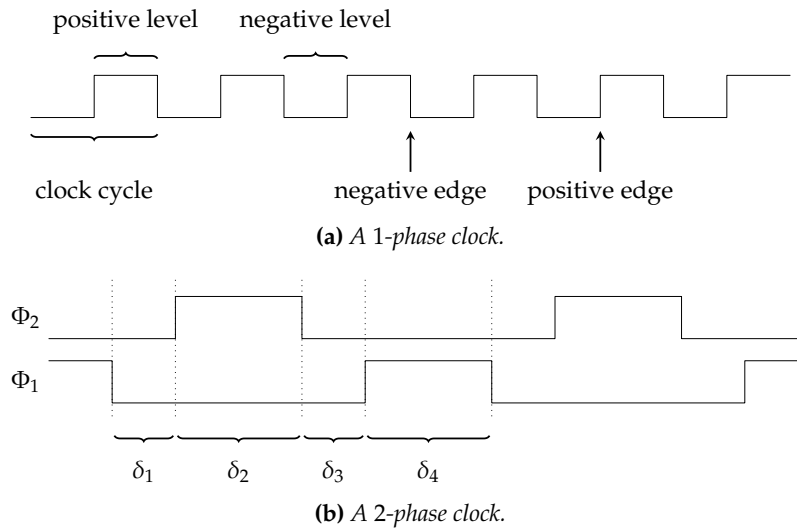 positive level negative level
clock cycle negative edge positive edge
(a) A 1-phase clock.
Φ₂
Φ₁
δ₁ δ₂ δ₃ δ₄
(b) A 2-phase clock.